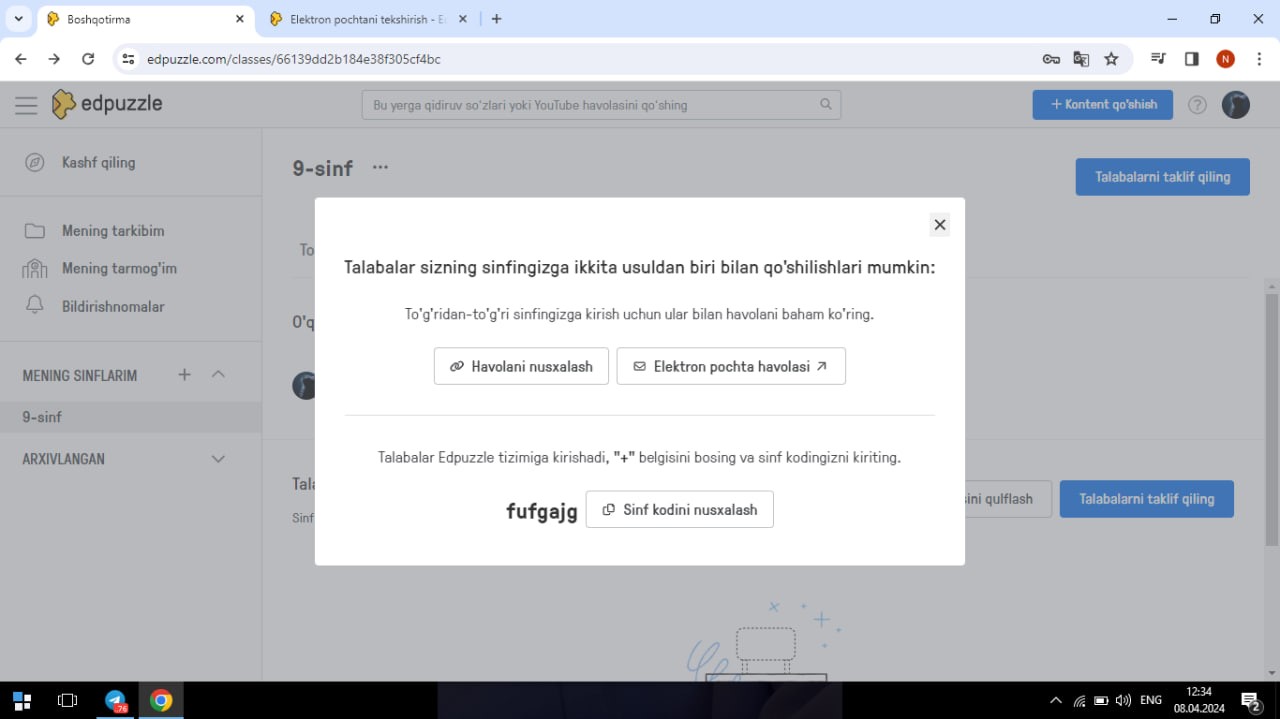 Boshqotirma
Elektron pochtani tekshirish - E
edpuzzle.com/classes/66139dd2b184e38f305cf4bc
N
edpuzzle
Bu yerga qidiruv so'zlari yoki YouTube havolasini qo'shing
+ Kontent qo'shish
?
Kashf qiling
Mening tarkibim
Mening tarmog'im
Bildirishnomalar
MENING SINFLARIM
9-sinf
ARXIVLANGAN
9-sinf ...
Talabalarni taklif qiling
To
O'q
Talabalar sizning sinfingizga ikkita usuldan biri bilan qo'shilishlari mumkin:
To'g'ridan-to'g'ri sinfingizga kirish uchun ular bilan havolani baham ko'ring.
Havolani nusxalash
Elektron pochta havolasi
Talabalar Edpuzzle tizimiga kirishadi, "+" belgisini bosing va sinf kodingizni kiriting.
fufgajg
Sinf kodini nusxalash
Tala
Sinf
sini qulflash
Talabalarni taklif qiling
76
ENG
12:34
08.04.2024
2